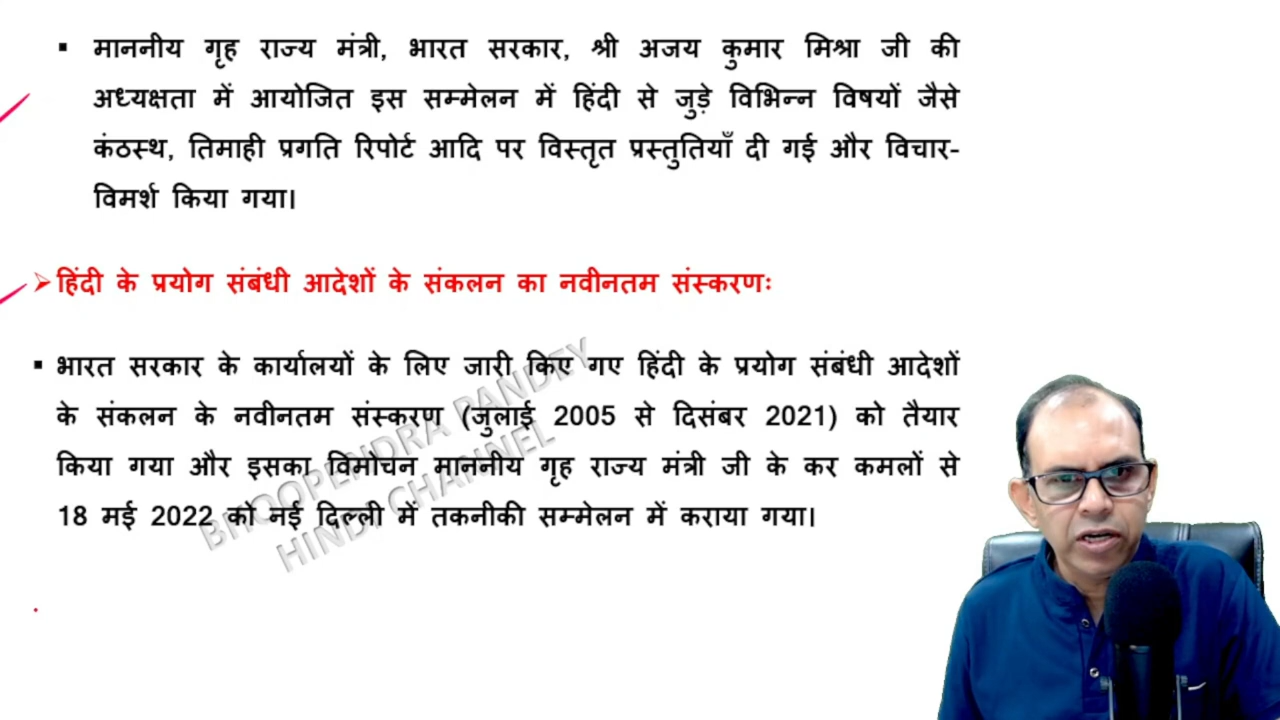 ▪ माननीय गृह राज्य मंत्री, भारत सरकार, श्री अजय कुमार मिश्रा जी की
अध्यक्षता में आयोजित इस सम्मेलन में हिंदी से जुड़े विभिन्न विषयों जैसे
कंठस्थ, तिमाही प्रगति रिपोर्ट आदि पर विस्तृत प्रस्तुतियाँ दी गई और विचार-
विमर्श किया गया।
➢ हिंदी के प्रयोग संबंधी आदेशों के संकलन का नवीनतम संस्करणः
▪ भारत सरकार के कार्यालयों के लिए जारी किए गए हिंदी के प्रयोग संबंधी आदेशों
के संकलन के नवीनतम संस्करण (जुलाई 2005 से दिसंबर 2021) को तैयार
किया गया और इसका विमोचन माननीय गृह राज्य मंत्री जी के कर कमलों से
18 मई 2022 को नई दिल्ली में तकनीकी सम्मेलन में कराया गया।
BHOOPENDRA PANDEY
HINDI CHANNEL